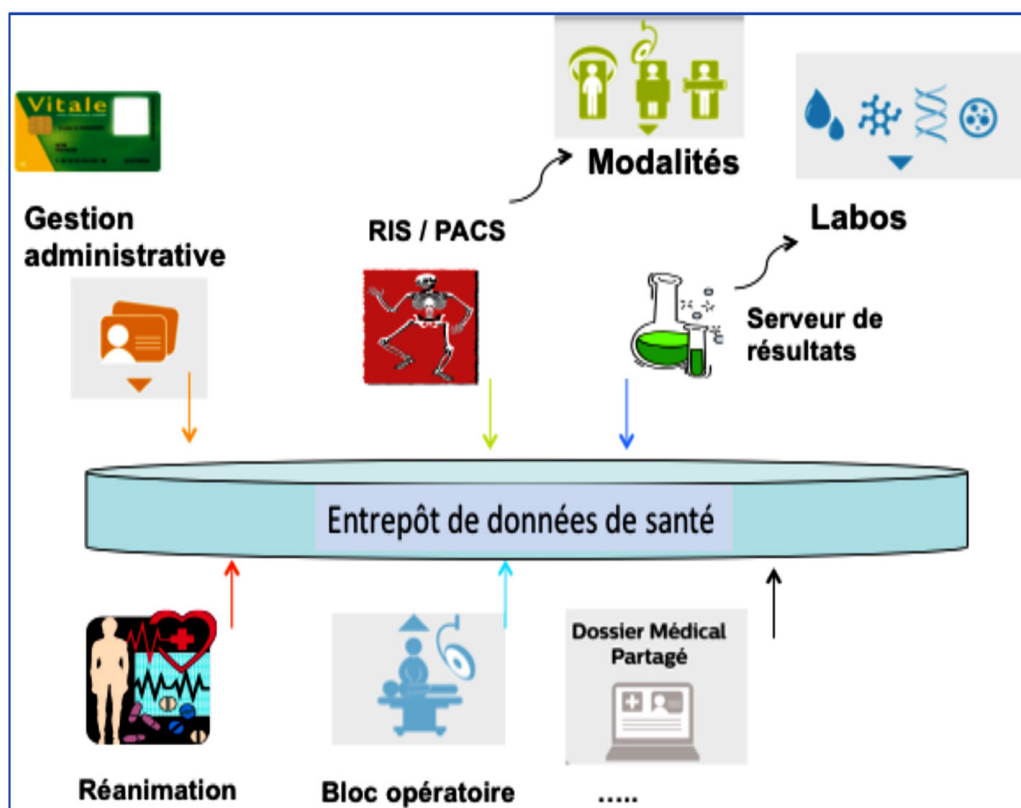 Vitale
Gestion
administrative
RIS / PACS
Modalités
Labos
Serveur de
résultats
Entrepôt de données de santé
Réanimation
Bloc opératoire
Dossier Médical
Partagé
.....